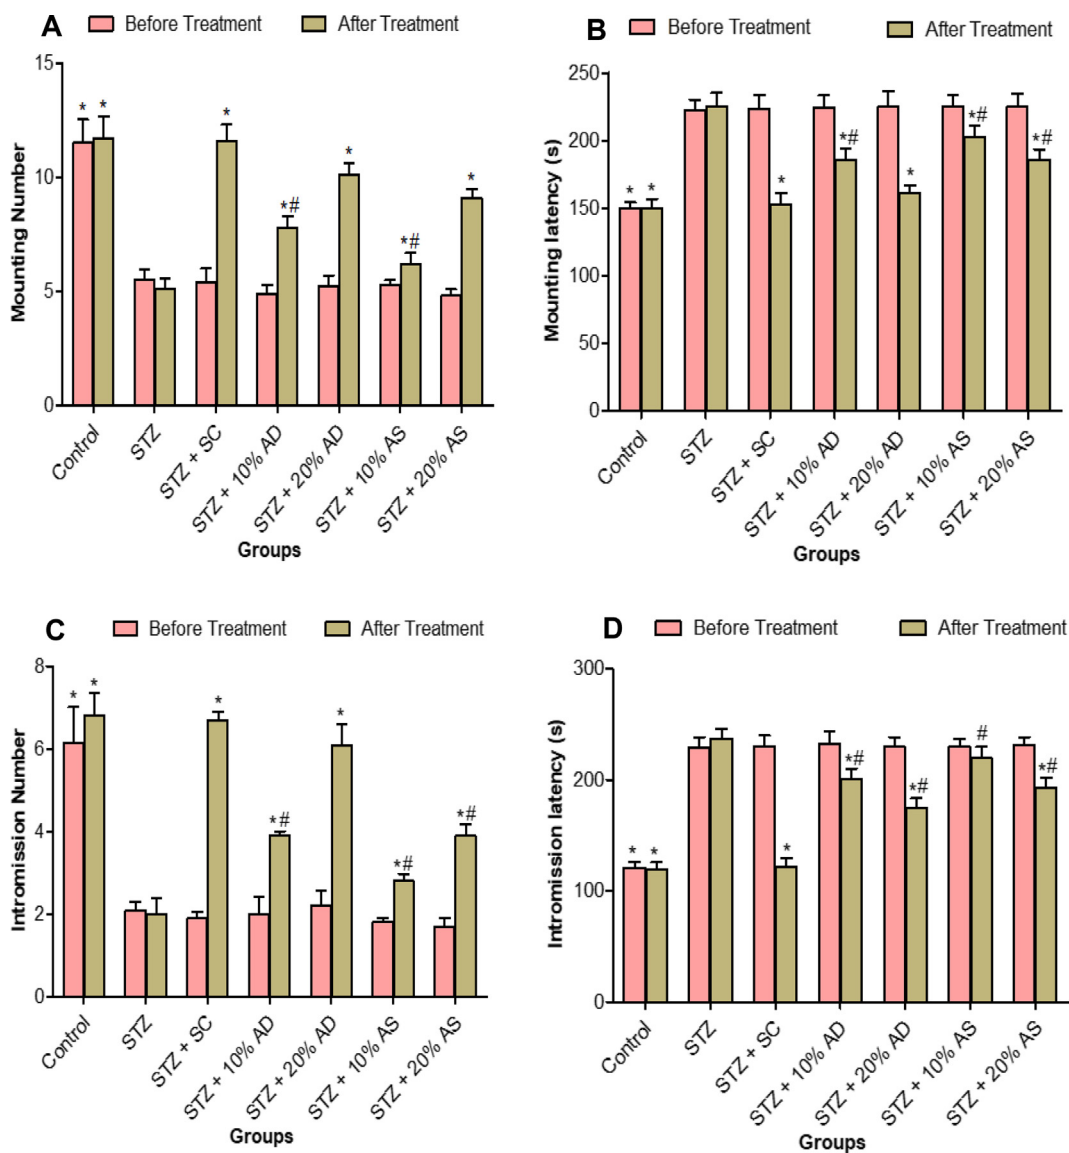 A
Before Treatment
After Treatment
Mounting Number
15
10
5
0
* * * *# * *# *
Control
STZ
STZ + SC
STZ + 10% AD
STZ + 20% AD
STZ + 10% AS
STZ + 20% AS
Groups
B
Before Treatment
After Treatment
Mounting latency (s)
250
200
150
100
50
0
* * * *# * *# *#
Control
STZ
STZ + SC
STZ + 10% AD
STZ + 20% AD
STZ + 10% AS
STZ + 20% AS
Groups
C
Before Treatment
After Treatment
Intromission Number
8
6
4
2
0
* * * *# * *# *#
Control
STZ
STZ + SC
STZ + 10% AD
STZ + 20% AD
STZ + 10% AS
STZ + 20% AS
Groups
D
Before Treatment
After Treatment
Intromission latency (s)
300
200
100
0
* * * *# *# # *#
Control
STZ
STZ + SC
STZ + 10% AD
STZ + 20% AD
STZ + 10% AS
STZ + 20% AS
Groups